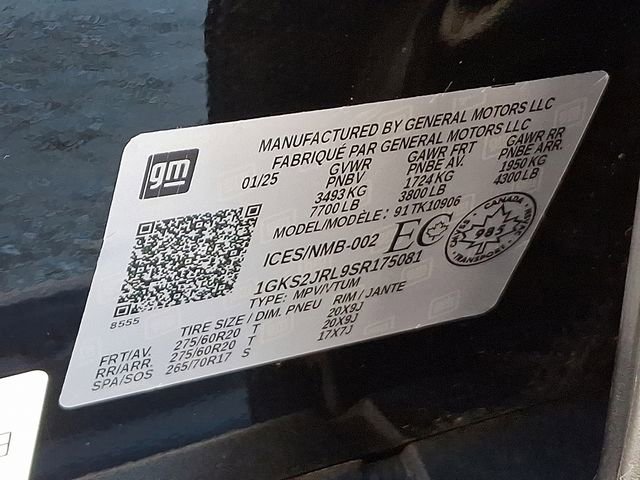 gm
MANUFACTURED BY GENERAL MOTORS LLC
FABRIQUÉ PAR GENERAL MOTORS LLC
01/25 GVWR GAWR FRT GAWR RR
PNBV PNBE AV. PNBE ARR.
3493 KG 1724 KG 1950 KG
7700 LB 3800 LB 4300 LB
MODEL/MODÈLE: 91 TK10906
ICES/NMB-002 EC
CANADA
985
TRANSPORT
1GKS2JRL9SR175081
TYPE: MPV/VTUM
8555
TIRE SIZE / DIM. PNEU RIM / JANTE
FRT/AV. 275/60R20 T 20X9J
RR/ARR. 275/60R20 T 20X9J
SPA/SOS 265/70R17 S 17X7J